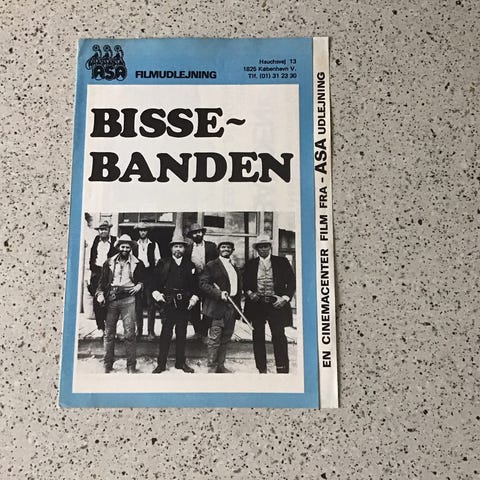 ASA
FILMUDLEJNING
Hauchsvej 13
1825 København V.
Tlf. (01) 31 23 30
BISSE~
BANDEN
EN CINEMACENTER FILM FRA - ASA UDLEJNING